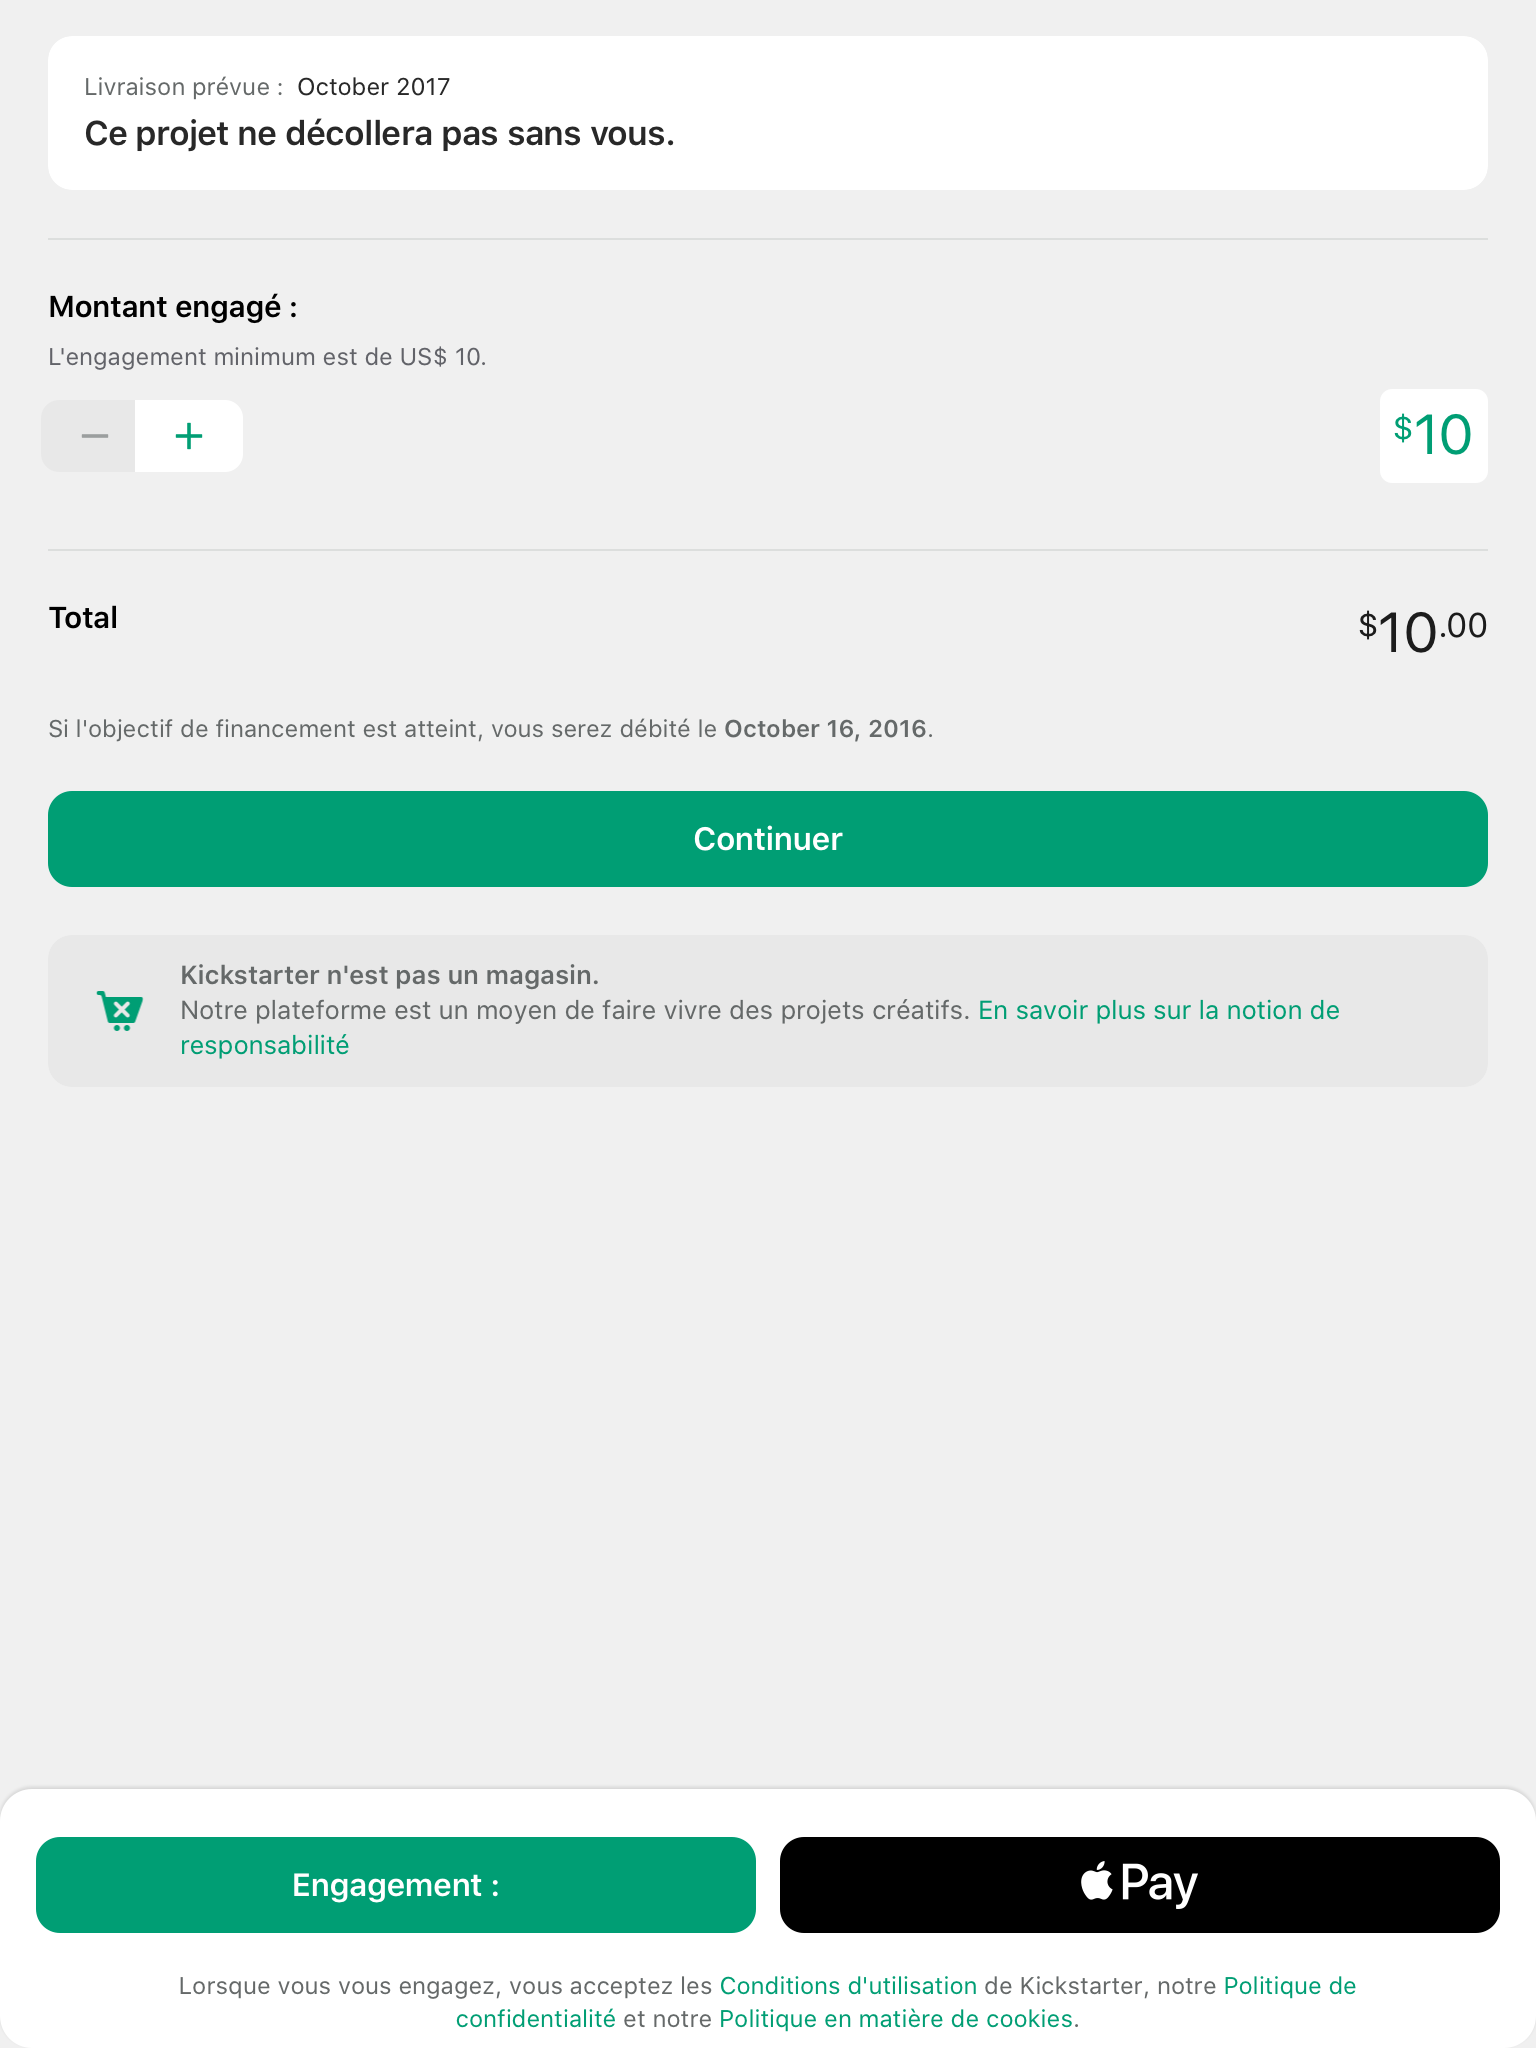 Livraison prévue : October 2017
Ce projet ne décollera pas sans vous.
Montant engagé :
L'engagement minimum est de US$ 10.
$10
Total
$10.00
Si l'objectif de financement est atteint, vous serez débité le October 16, 2016.
Continuer
Kickstarter n'est pas un magasin.
Notre plateforme est un moyen de faire vivre des projets créatifs. En savoir plus sur la notion de
responsabilité
Engagement :
Pay
Lorsque vous vous engagez, vous acceptez les Conditions d'utilisation de Kickstarter, notre Politique de
confidentialité et notre Politique en matière de cookies.